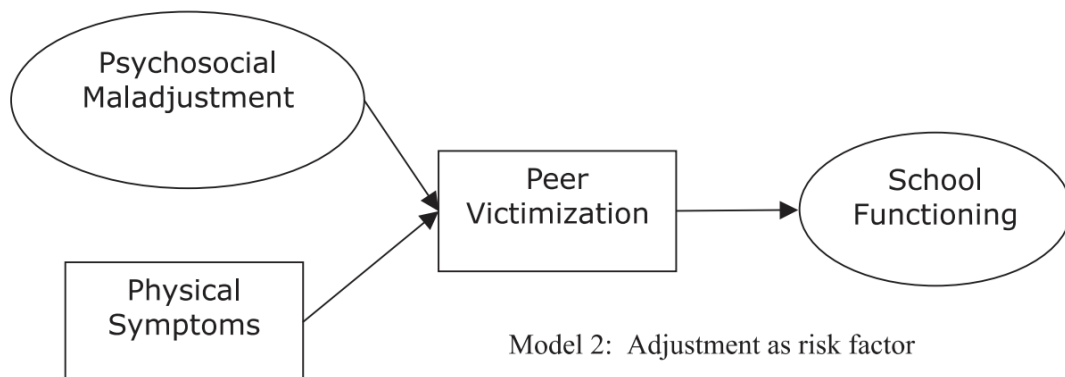 Psychosocial
Maladjustment
Peer
Victimization
School
Functioning
Physical
Symptoms
Model 2: Adjustment as risk factor